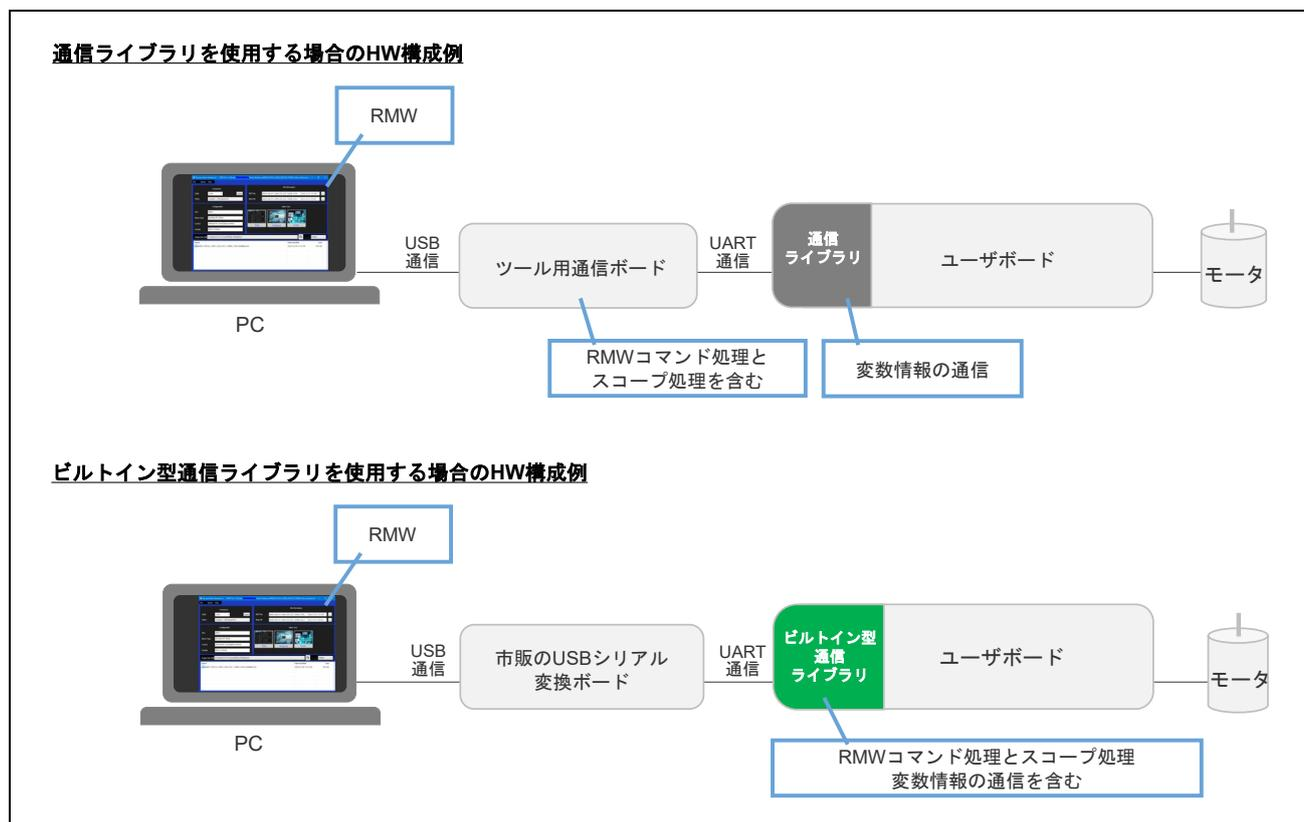 通信ライブラリを使用する場合のHW構成例
RMW
USB
通信
ツール用通信ボード
UART
通信
通信
ライブラリ
ユーザボード
モータ
PC
RMWコマンド処理と
スコープ処理を含む
変数情報の通信
ビルトイン型通信ライブラリを使用する場合のHW構成例
RMW
USB
通信
市販のUSBシリアル
変換ボード
UART
通信
ビルトイン型
通信
ライブラリ
ユーザボード
モータ
PC
RMWコマンド処理とスコープ処理
変数情報の通信を含む